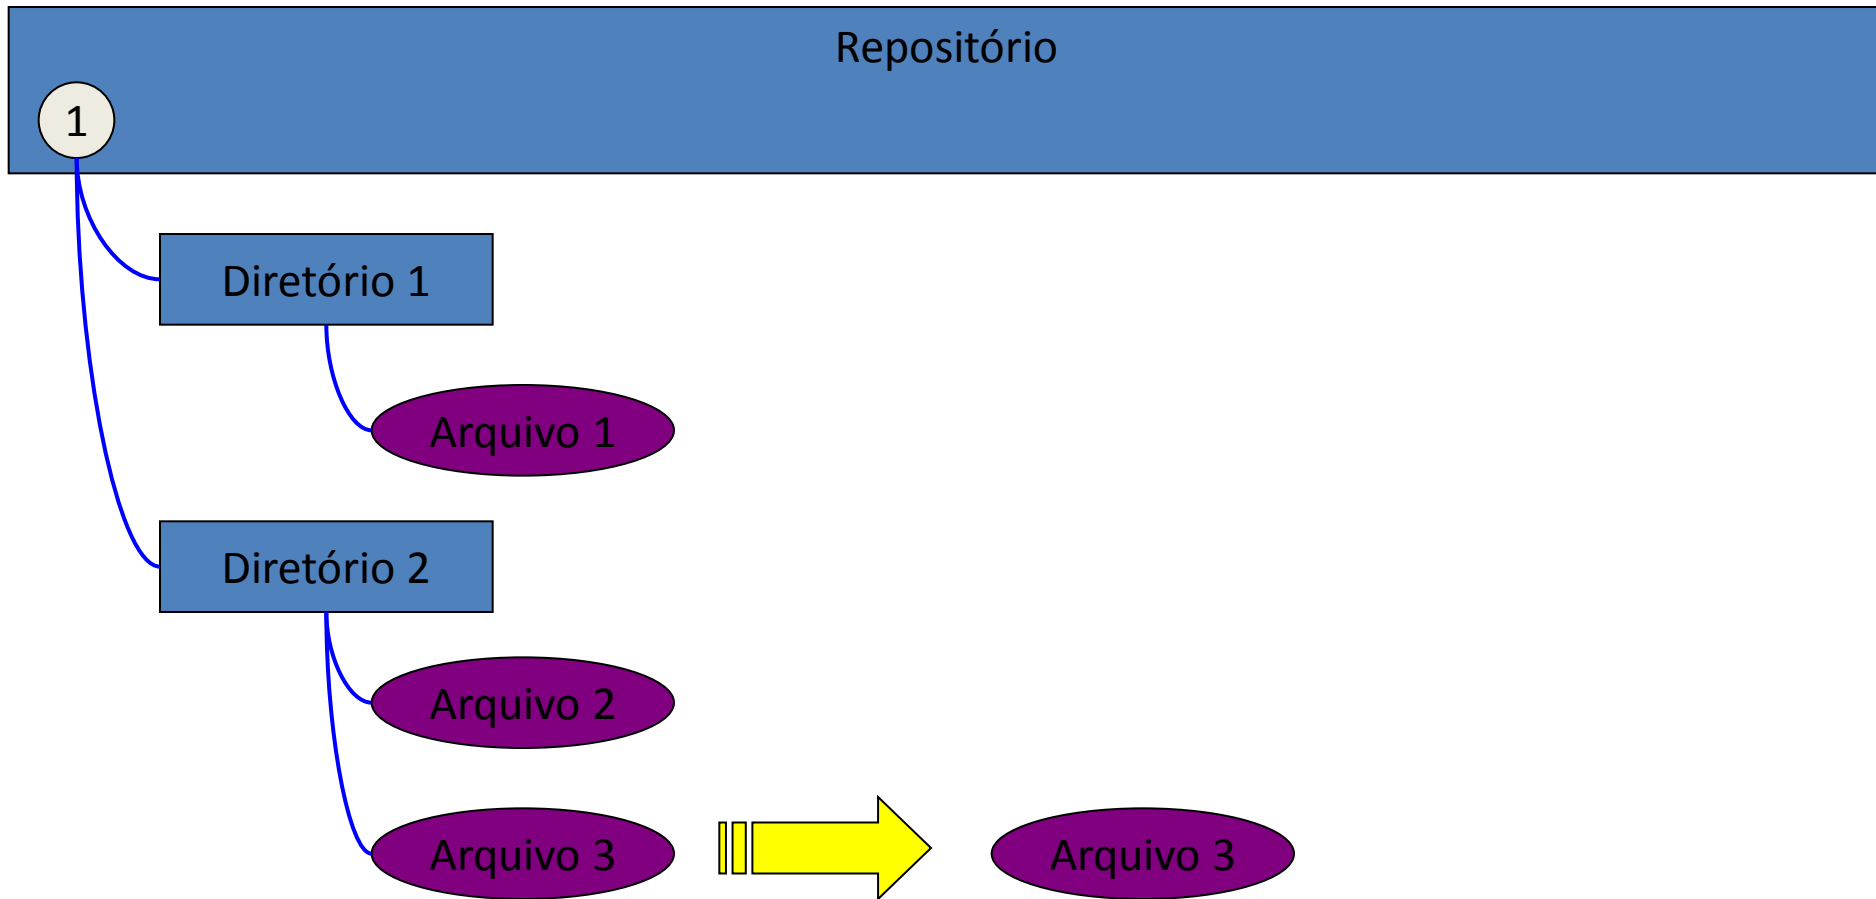 Repositório
1
Diretório 1
Arquivo 1
Diretório 2
Arquivo 2
Arquivo 3
Arquivo 3